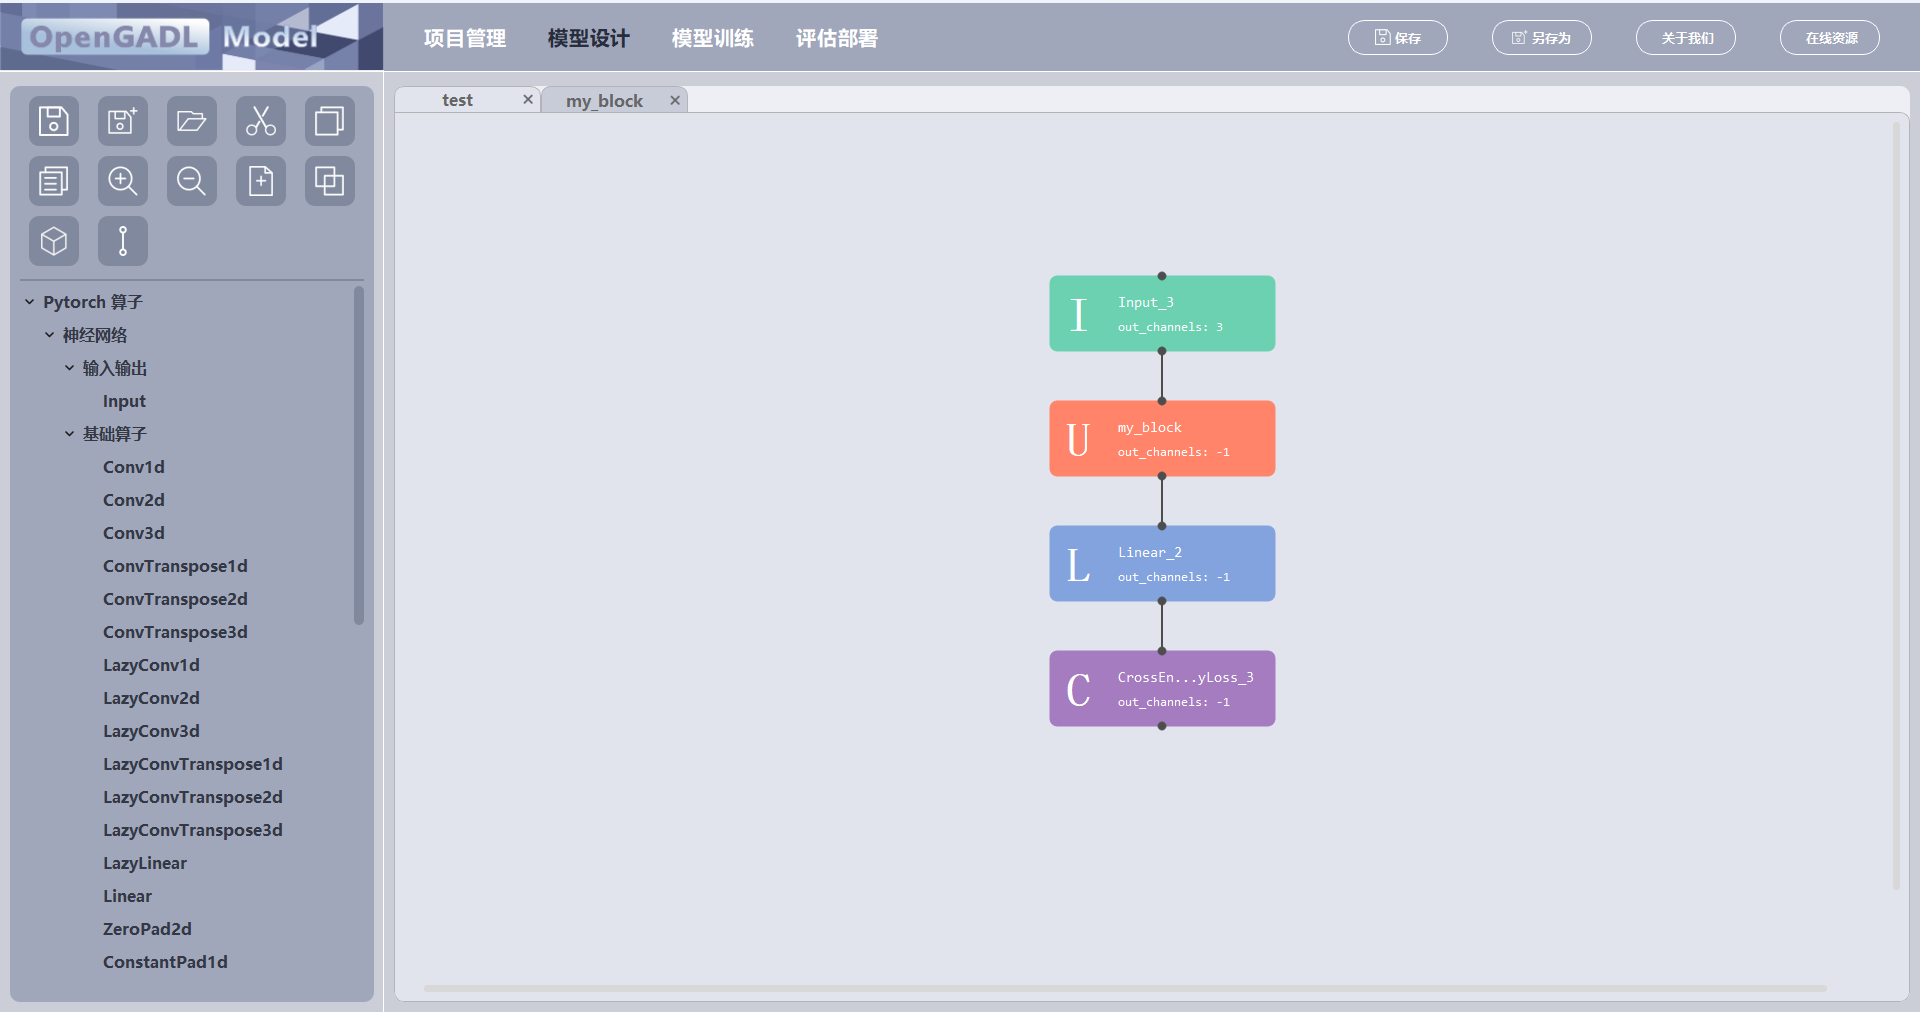 OpenGADL Model
项目管理 模型设计 模型训练 评估部署
保存 另存为 关于我们 在线资源
test my_block
Pytorch 算子
神经网络
输入输出
Input
基础算子
Conv1d
Conv2d
Conv3d
ConvTranspose1d
ConvTranspose2d
ConvTranspose3d
LazyConv1d
LazyConv2d
LazyConv3d
LazyConvTranspose1d
LazyConvTranspose2d
LazyConvTranspose3d
LazyLinear
Linear
ZeroPad2d
ConstantPad1d
I
Input_3
out_channels: 3
U
my_block
out_channels: -1
L
Linear_2
out_channels: -1
C
CrossEn...yLoss_3
out_channels: -1